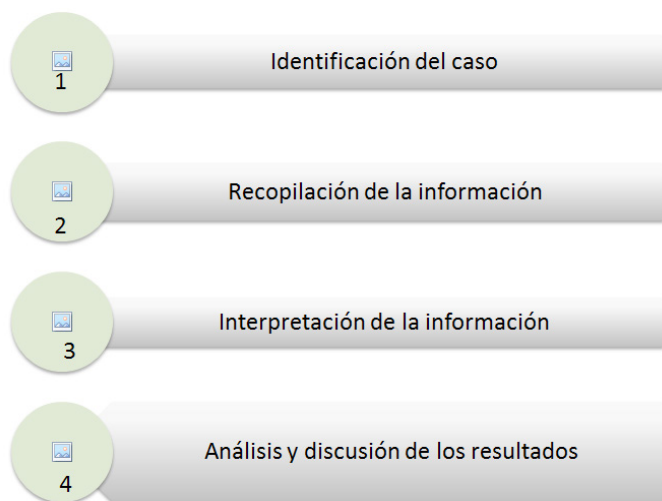 1
Identificación del caso
2
Recopilación de la información
3
Interpretación de la información
4
Análisis y discusión de los resultados